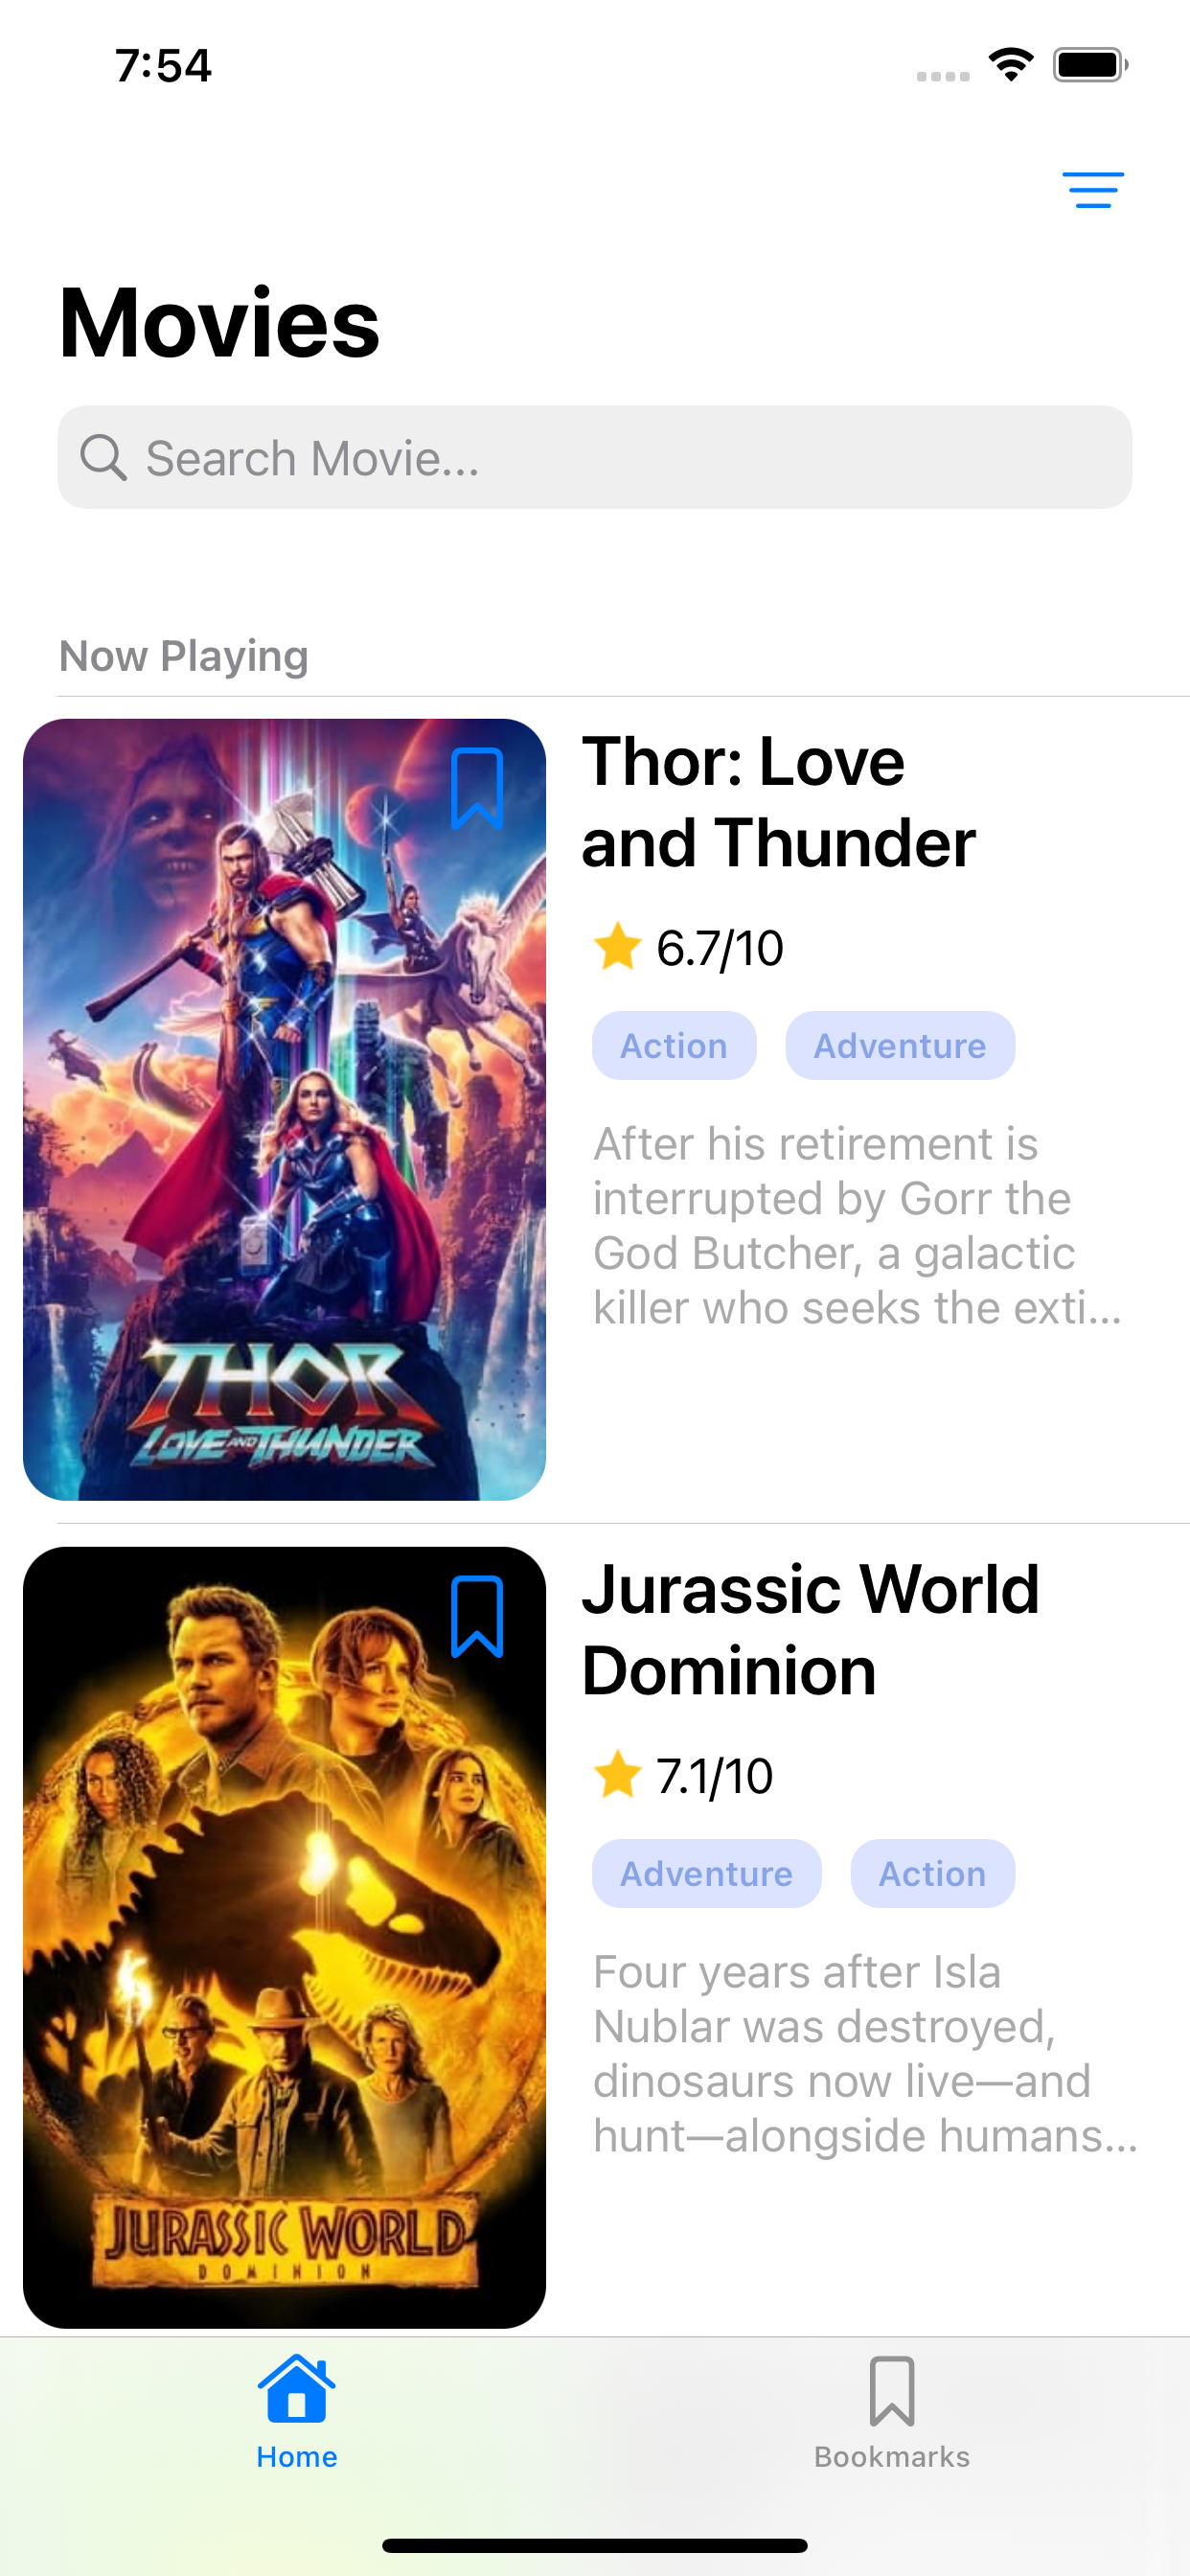 7:54
Movies
Search Movie...
Now Playing
Thor: Love
and Thunder
6.7/10
Action Adventure
After his retirement is
interrupted by Gorr the
God Butcher, a galactic
killer who seeks the exti...
THOR
LOVE AND THUNDER
Jurassic World
Dominion
7.1/10
Adventure Action
Four years after Isla
Nublar was destroyed,
dinosaurs now live—and
hunt—alongside humans...
JURASSIC WORLD
DOMINION
Home Bookmarks